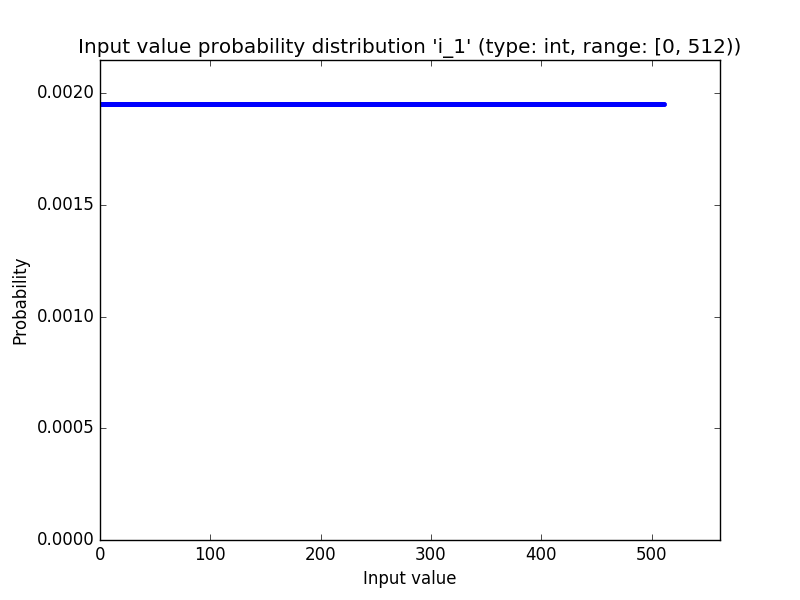 Input value probability distribution 'i_1' (type: int, range: [0, 512))
0.0020
0.0015
0.0010
0.0005
0.0000
Probability
0 100 200 300 400 500
Input value